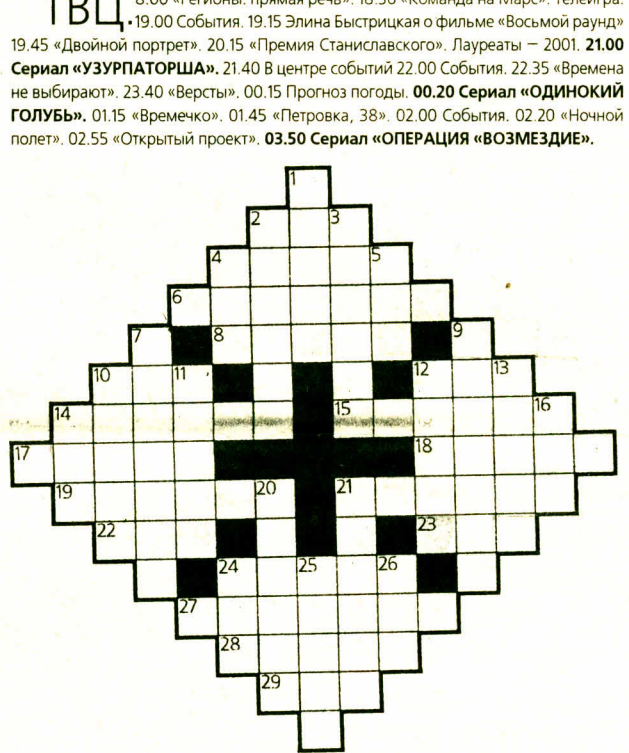 ТВЦ.
19.00 События. 19.15 Элина Быстрицкая о фильме «Восьмой раунд»
19.45 «Двойной портрет». 20.15 «Премия Станиславского». Лауреаты — 2001. 21.00
Сериал «УЗУРПАТОРША». 21.40 В центре событий 22.00 События. 22.35 «Времена
не выбирают». 23.40 «Версты». 00.15 Прогноз погоды. 00.20 Сериал «ОДИНОКИЙ
ГОЛУБЬ». 01.15 «Времечко». 01.45 «Петровка, 38». 02.00 События. 02.20 «Ночной
полет». 02.55 «Открытый проект». 03.50 Сериал «ОПЕРАЦИЯ «ВОЗМЕЗДИЕ».
1
2 3
4 5
6
7 8 9
10 11 12 13
14 15 16
17 18
19 20 21
22 23
24 25 26
27
28
29